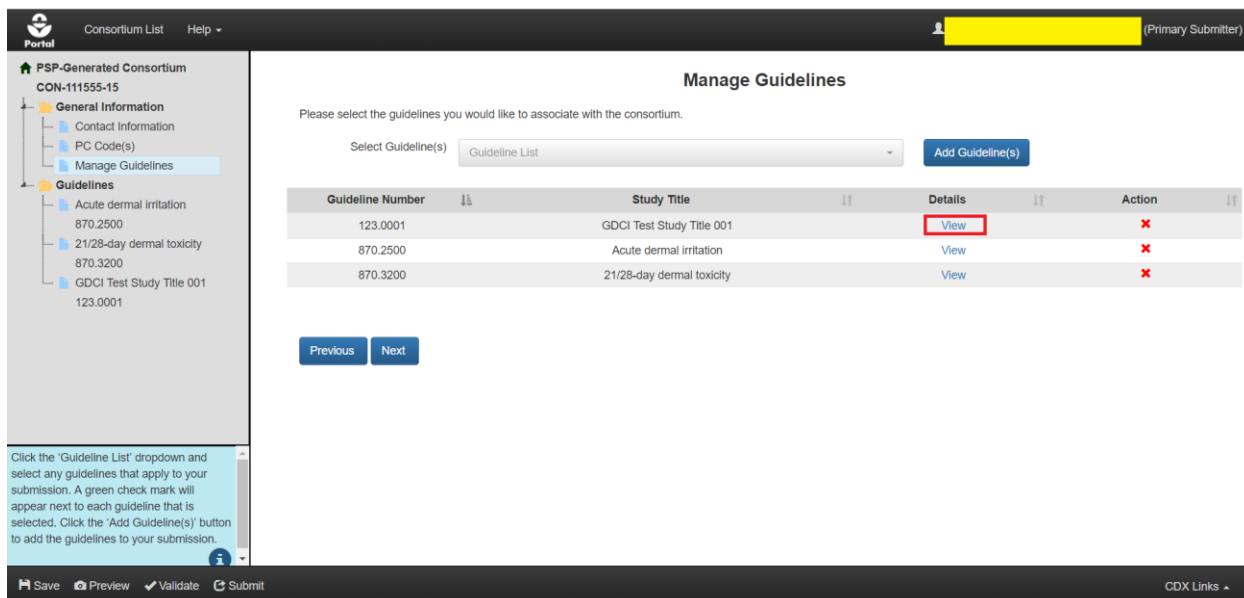 Portal
Consortium List Help
(Primary Submitter)
PSP-Generated Consortium
CON-111555-15
General Information
Contact Information
PC Code(s)
Manage Guidelines
Guidelines
Acute dermal irritation
870.2500
21/28-day dermal toxicity
870.3200
GDCI Test Study Title 001
123.0001
Click the 'Guideline List' dropdown and
select any guidelines that apply to your
submission. A green check mark will
appear next to each guideline that is
selected. Click the 'Add Guideline(s)' button
to add the guidelines to your submission.
Manage Guidelines
Please select the guidelines you would like to associate with the consortium.
Select Guideline(s) Guideline List Add Guideline(s)
Guideline Number Study Title Details Action
123.0001 GDCI Test Study Title 001 View
870.2500 Acute dermal irritation View
870.3200 21/28-day dermal toxicity View
Previous Next
Save Preview Validate Submit CDX Links